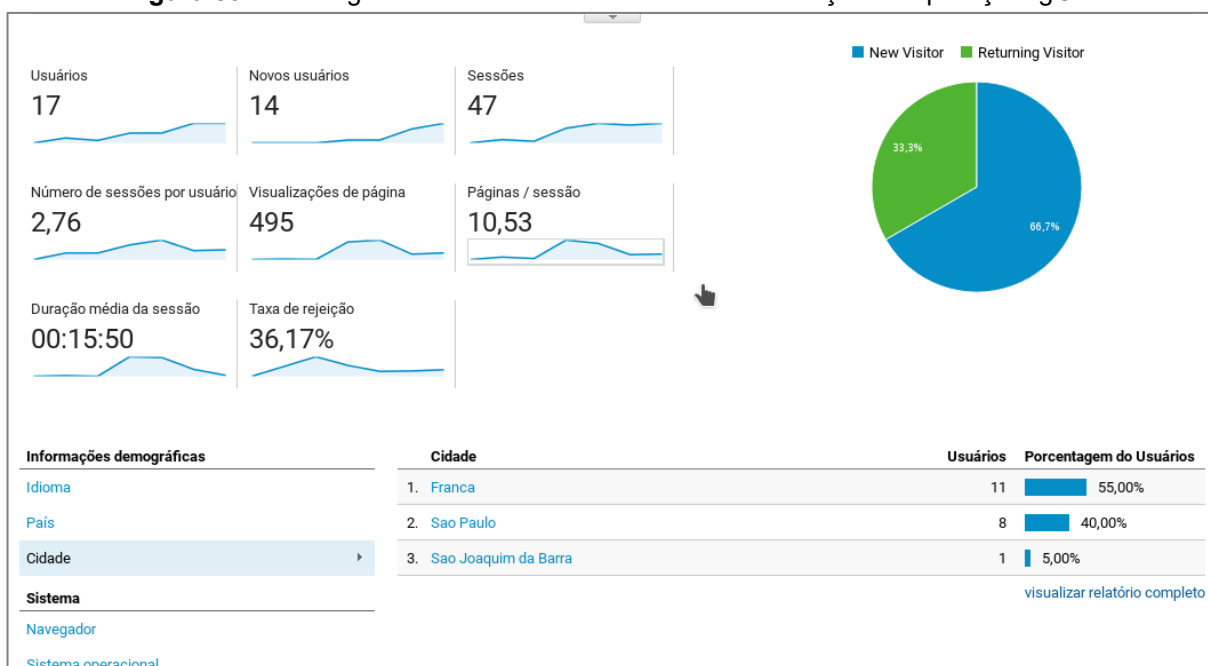 New Visitor Returning Visitor
Usuários Novos usuários Sessões
17 14 47
33,3%
66,7%
Número de sessões por usuário Visualizações de página Páginas / sessão
2,76 495 10,53
Duração média da sessão Taxa de rejeição
00:15:50 36,17%
Informações demográficas
Idioma
País
Cidade
Sistema
Navegador
Sistema operacional
Cidade Usuários Porcentagem do Usuários
1. Franca 11 55,00%
2. Sao Paulo 8 40,00%
3. Sao Joaquim da Barra 1 5,00%
visualizar relatório completo